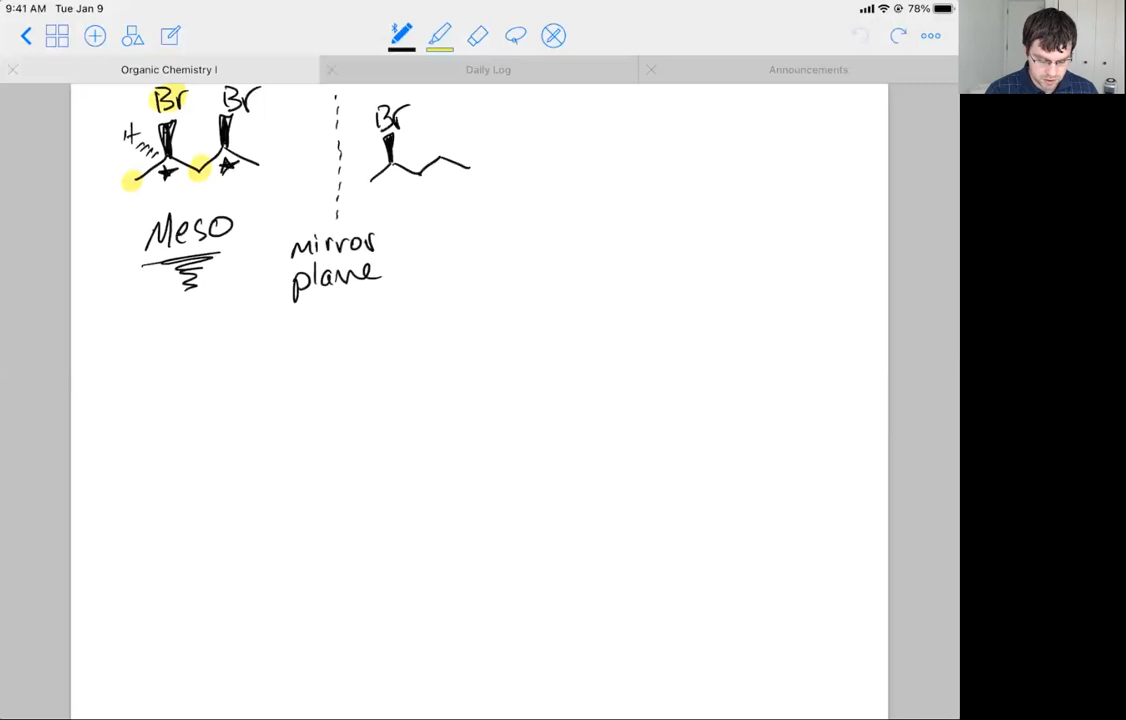 9:41 AM Tue Jan 9
78%
Organic Chemistry I
Daily Log
Announcements
Br Br
Br
H
Meso
mirror
plane